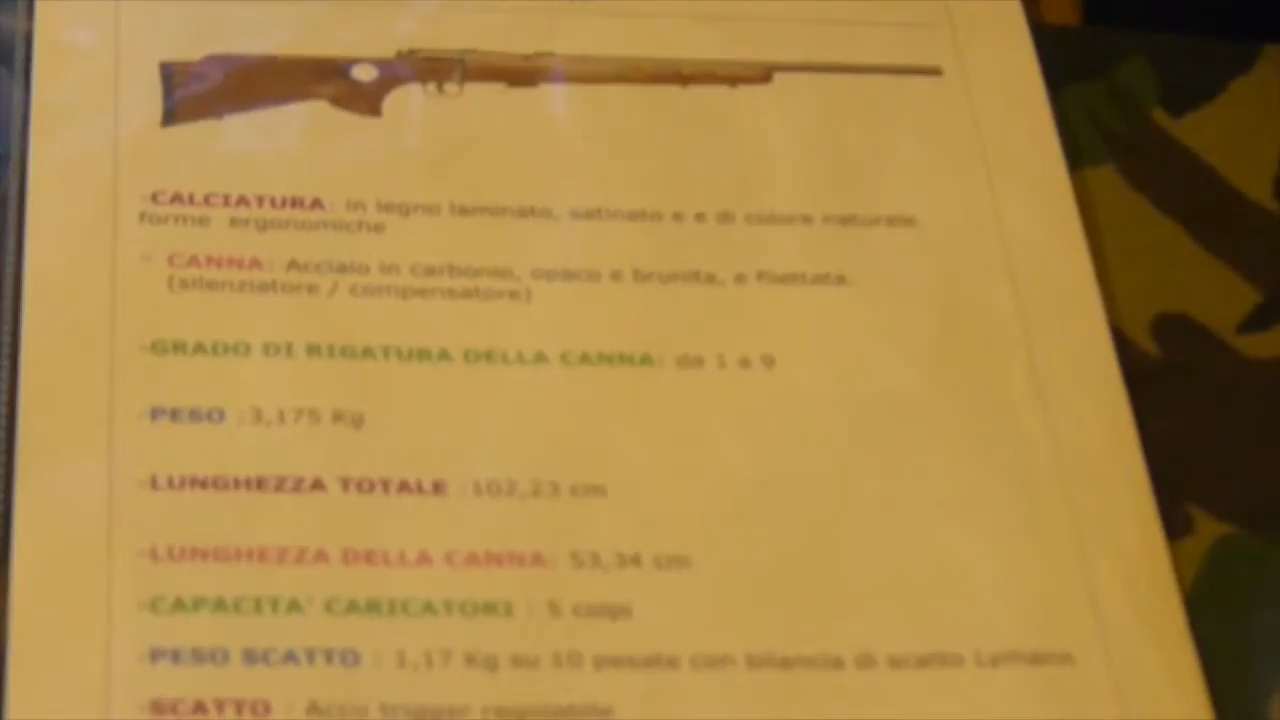 -CALCIATURA: In legno laminato, satinato e e di colore naturale.
forme ergonomiche
- CANNA: Acciaio in carbonio, opaco e brunita, e filettata.
(silenziatore / compensatore)
-GRADO DI RIGATURA DELLA CANNA: da 1 a 9
-PESO :3,175 Kg
-LUNGHEZZA TOTALE :102,23 cm
-LUNGHEZZA DELLA CANNA: 53,34 cm
-CAPACITA' CARICATORI : 5 colpi
-PESO SCATTO : 1,17 Kg su 10 pesate con bilancia di scatto Lymann
-SCATTO : Accu trigger regolabile